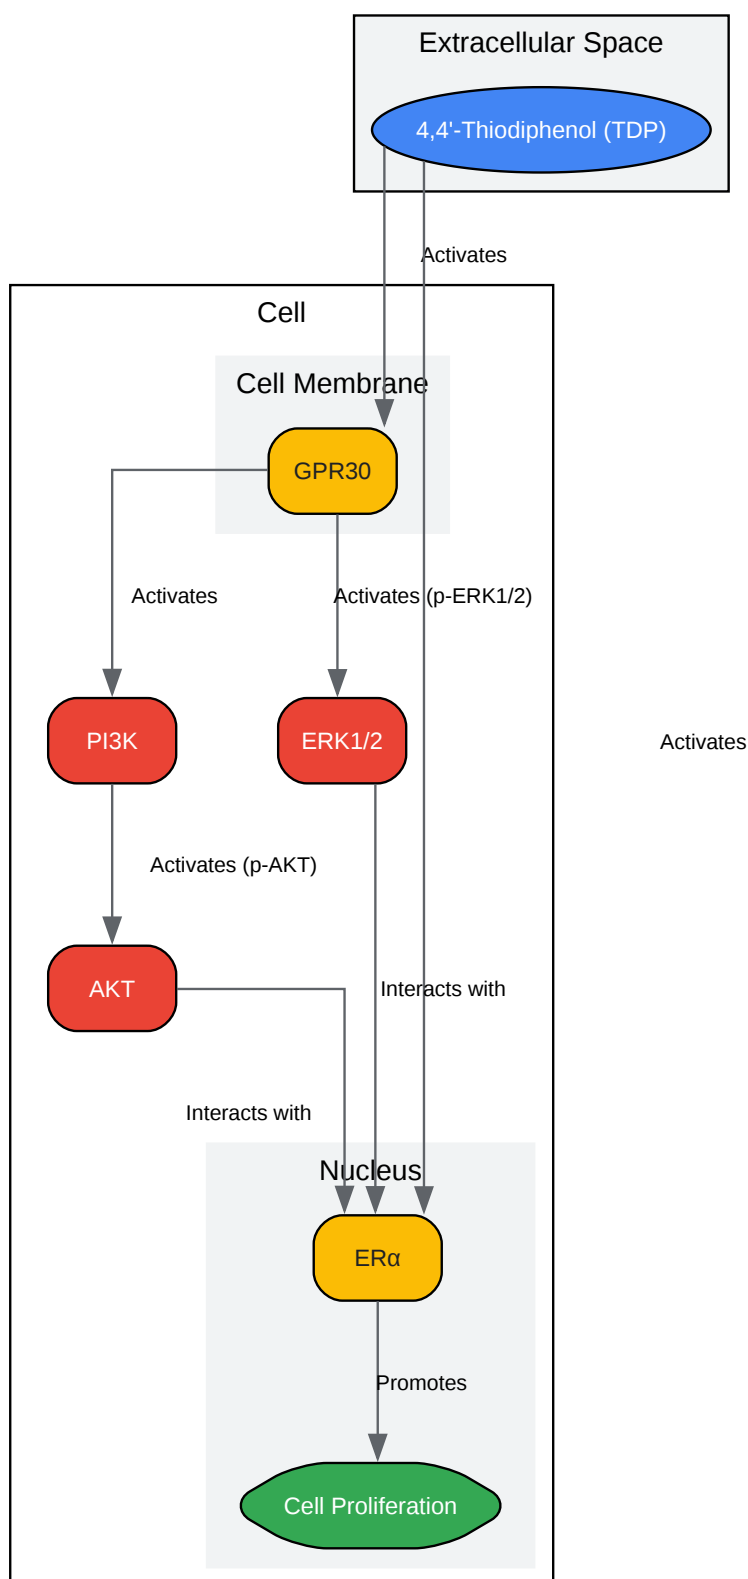 Extracellular Space
4,4'-Thiodiphenol (TDP)
Activates
Cell
Cell Membrane
GPR30
Activates
Activates (p-ERK1/2)
PI3K
ERK1/2
Activates
Activates (p-AKT)
AKT
Interacts with
Interacts with
Nucleus
ERα
Promotes
Cell Proliferation